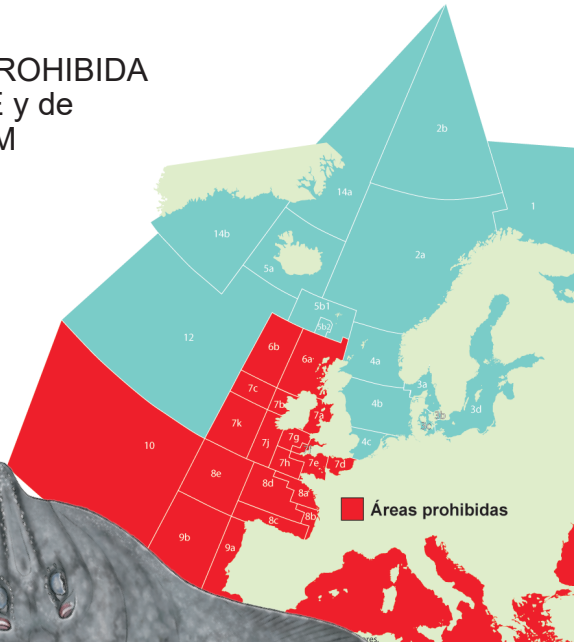 ROHIBIDA
E y de
M
2b
1
14a
14b
2a
5a
5b1
5b2
12
6b
6a
4a
3a
7c
7b
4b
3b
3d
7a
7k
7g
7j
4c
10
7h
7e
7d
8e
8d
8a
8b
8c
Áreas prohibidas
9b
9a